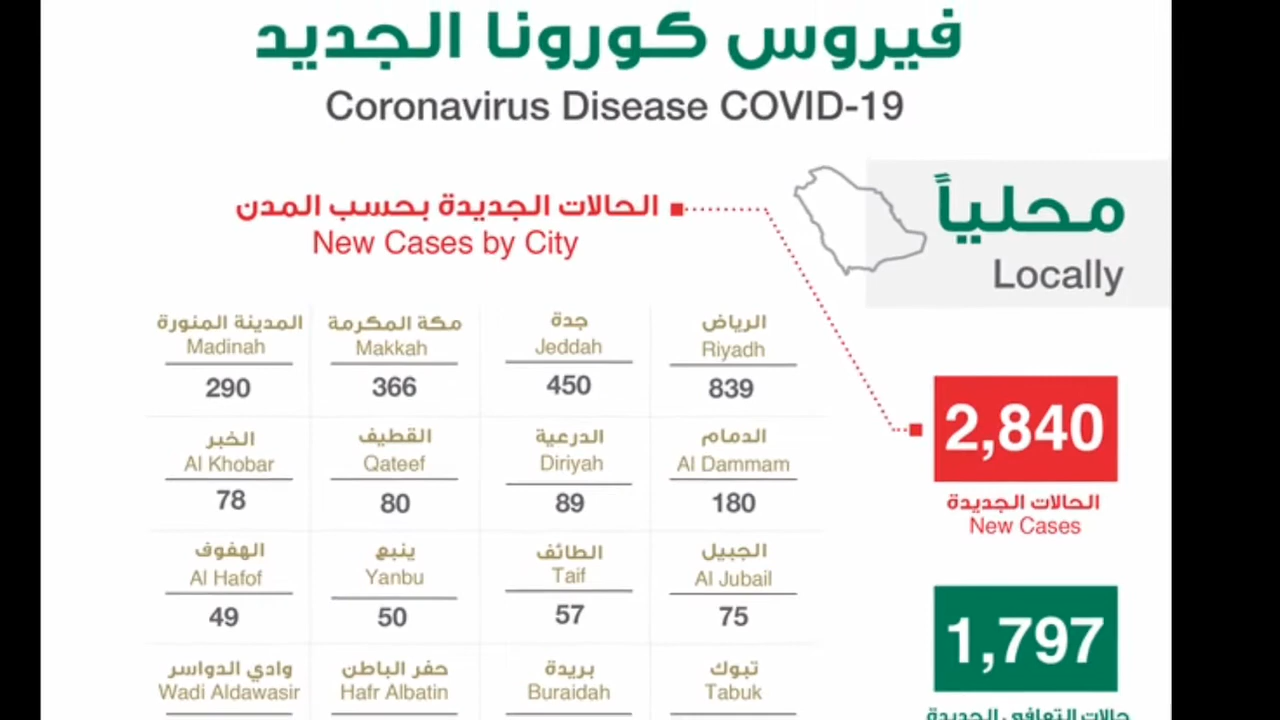 فيروس كورونا الجديد
Coronavirus Disease COVID-19
محلياً
Locally
الحالات الجديدة بحسب المدن
New Cases by City
الرياض
Riyadh
839
جدة
Jeddah
450
مكة المكرمة
Makkah
366
المدينة المنورة
Madinah
290
الدمام
Al Dammam
180
الدرعية
Diriyah
89
القطيف
Qateef
80
الخبر
Al Khobar
78
الجبيل
Al Jubail
75
الطائف
Taif
57
ينبع
Yanbu
50
الهفوف
Al Hafof
49
تبوك
Tabuk
بريدة
Buraidah
حفر الباطن
Hafr Albatin
وادي الدواسر
Wadi Aldawasir
2,840
الحالات الجديدة
New Cases
1,797
حالات التعافي الجديدة